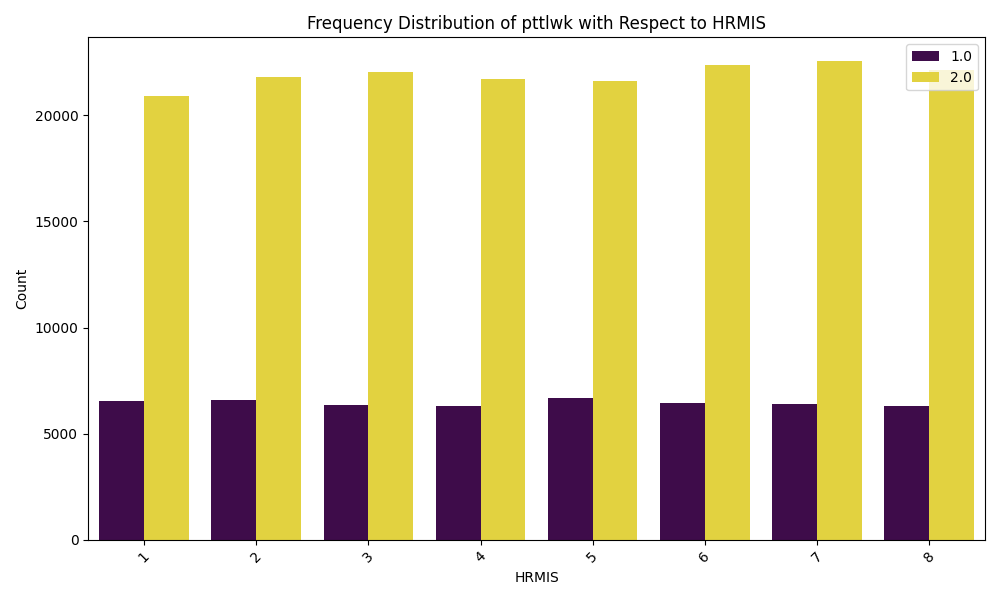 Frequency Distribution of pttlwk with Respect to HRMIS
1.0
2.0
Count
20000
15000
10000
5000
0
1 2 3 4 5 6 7 8
HRMIS